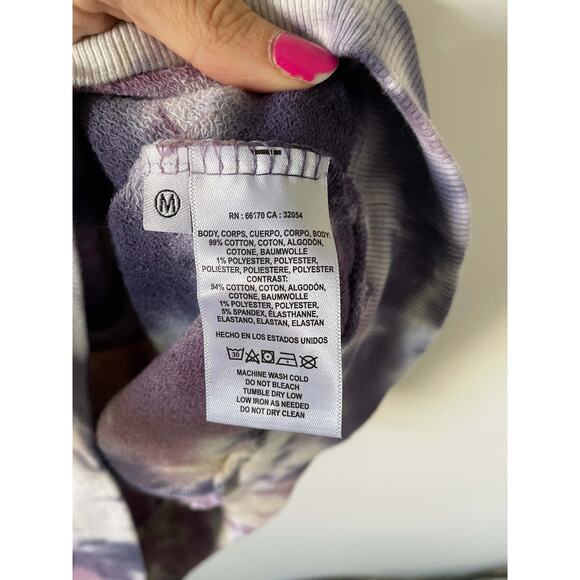 M
RN : 66170 CA : 32054
BODY, CORPS, CUERPO, CORPO, BODY:
99% COTTON, COTON, ALGODÓN,
COTONE, BAUMWOLLE
1% POLYESTER, POLYESTER,
POLIÉSTER, POLIESTERE, POLYESTER
CONTRAST:
94% COTTON, COTON, ALGODÓN,
COTONE, BAUMWOLLE
1% POLYESTER, POLYESTER,
5% SPANDEX, ÉLASTHANNE,
ELASTANO, ELASTAN, ELASTAN
HECHO EN LOS ESTADOS UNIDOS
30
MACHINE WASH COLD
DO NOT BLEACH
TUMBLE DRY LOW
LOW IRON AS NEEDED
DO NOT DRY CLEAN